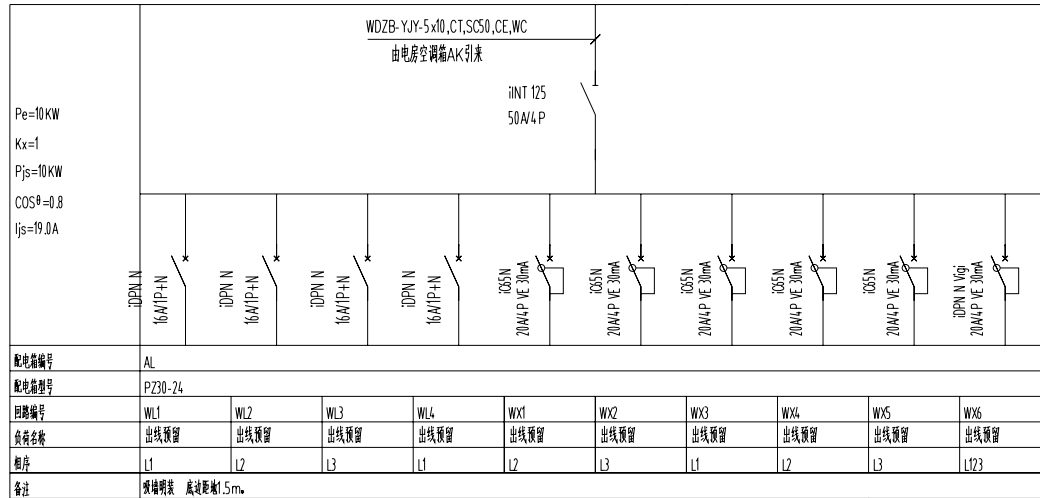 WDZB-YJY-5x10,CT,SC50,CE,WC
由电房空调箱AK引来
iINT 125
50A/4P
Pe=10KW
Kx=1
Pjs=10KW
COSθ=0.8
Ijs=19.0A
iDPN N
16A/1P+N
iDPN N
16A/1P+N
iDPN N
16A/1P+N
iDPN N
16A/1P+N
iC65N
20A/4P VE 30mA
iC65N
20A/4P VE 30mA
iC65N
20A/4P VE 30mA
iC65N
20A/4P VE 30mA
iC65N
20A/4P VE 30mA
iDPN N Vigi
20A/4P VE 30mA
配电箱编号 AL
配电箱型号 PZ30-24
回路编号 WL1 WL2 WL3 WL4 WX1 WX2 WX3 WX4 WX5 WX6
负荷名称 出线预留 出线预留 出线预留 出线预留 出线预留 出线预留 出线预留 出线预留 出线预留 出线预留
相序 L1 L2 L3 L1 L2 L3 L1 L2 L3 L123
备注 嵌墙明装 底边距地1.5m。